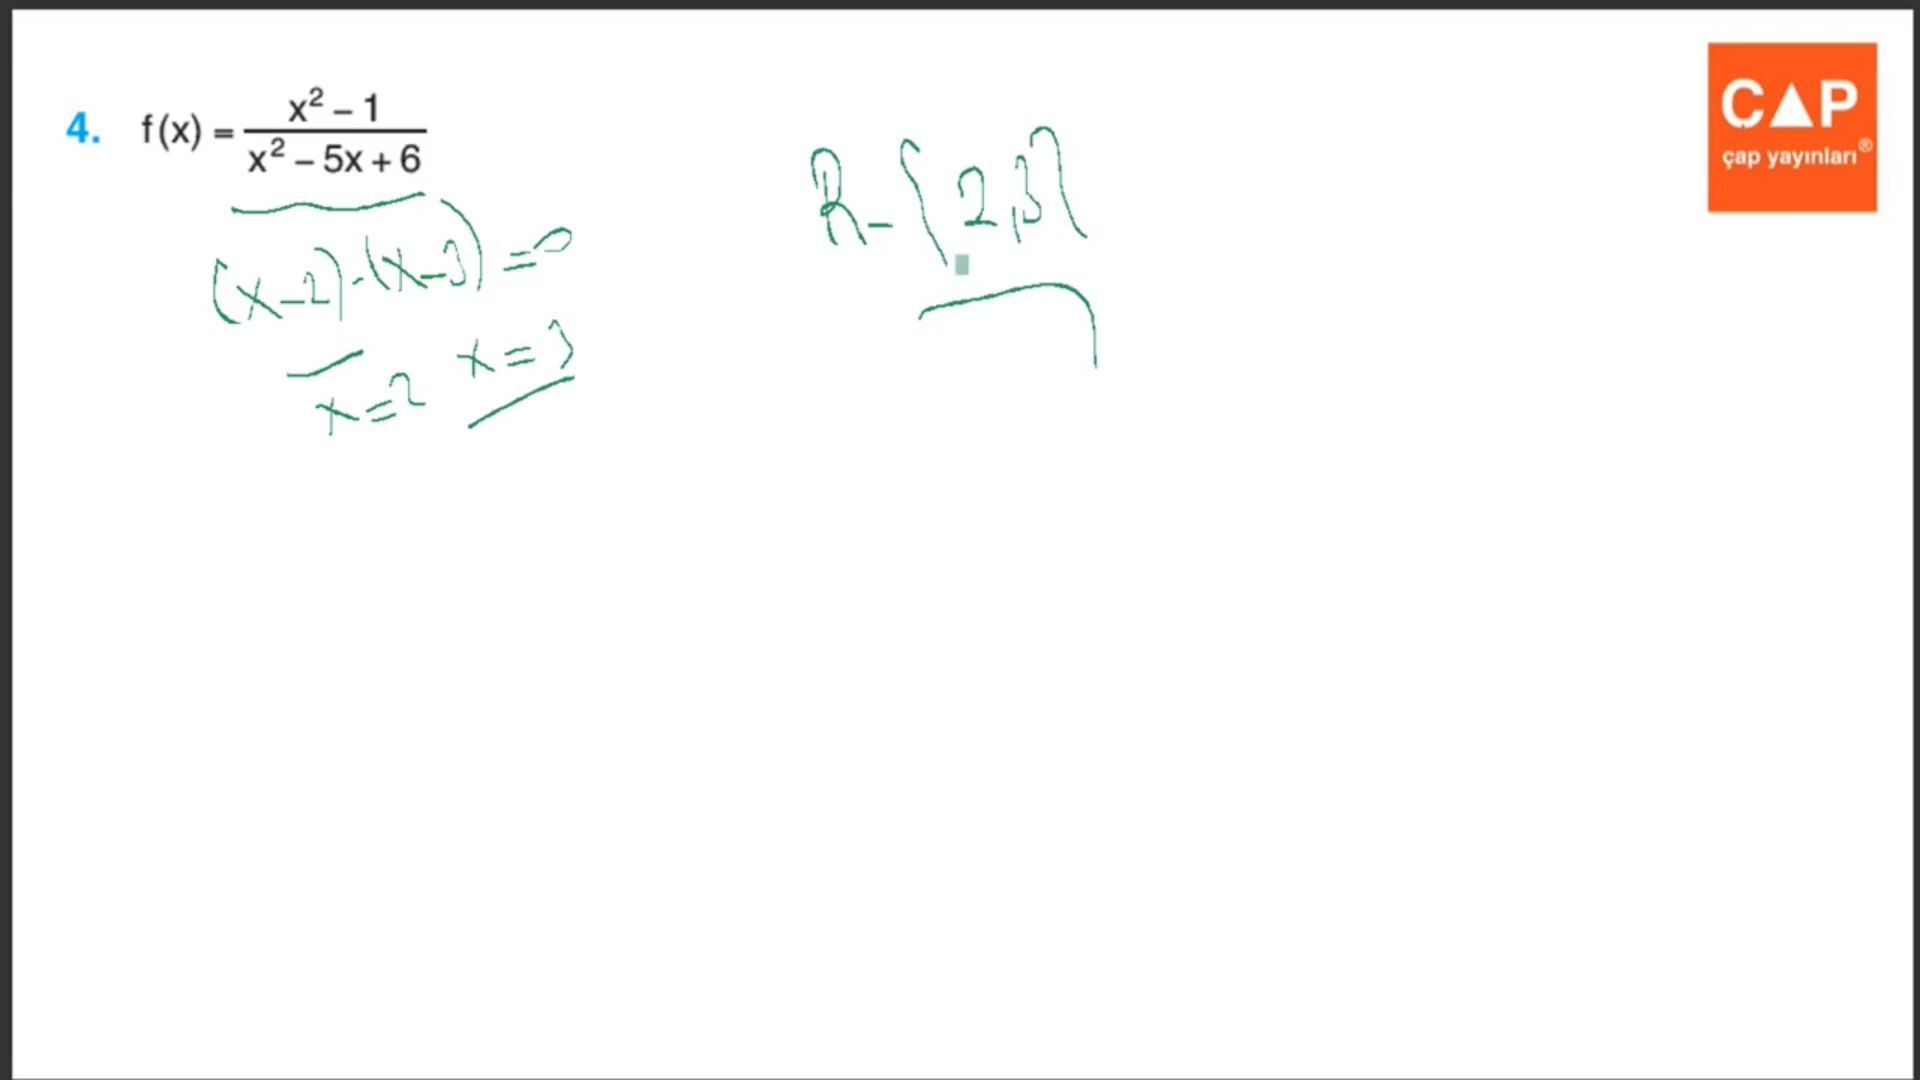 4. f(x) = (x² – 1)/(x² – 5x + 6)
(x – 2) · (x – 3) = 0
x = 2 x = 3
R – {2,3}
ÇAP
çap yayınları®